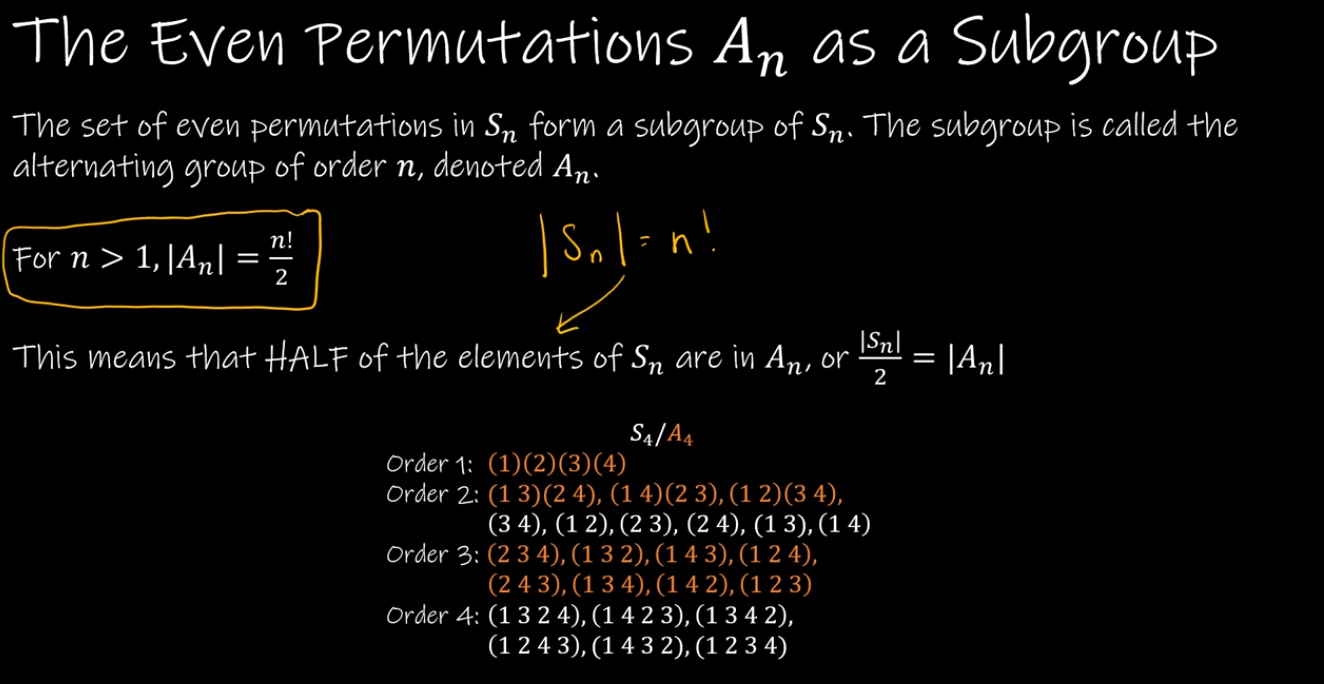 The Even Permutations Aₙ as a Subgroup
The set of even permutations in Sₙ form a subgroup of Sₙ. The subgroup is called the
alternating group of order n, denoted Aₙ.
For n > 1, |Aₙ| = n!/2
|Sₙ| = n!
This means that HALF of the elements of Sₙ are in Aₙ, or |Sₙ|/2 = |Aₙ|
S₄/A₄
Order 1: (1)(2)(3)(4)
Order 2: (1 3)(2 4), (1 4)(2 3), (1 2)(3 4),
(3 4), (1 2), (2 3), (2 4), (1 3), (1 4)
Order 3: (2 3 4), (1 3 2), (1 4 3), (1 2 4),
(2 4 3), (1 3 4), (1 4 2), (1 2 3)
Order 4: (1 3 2 4), (1 4 2 3), (1 3 4 2),
(1 2 4 3), (1 4 3 2), (1 2 3 4)